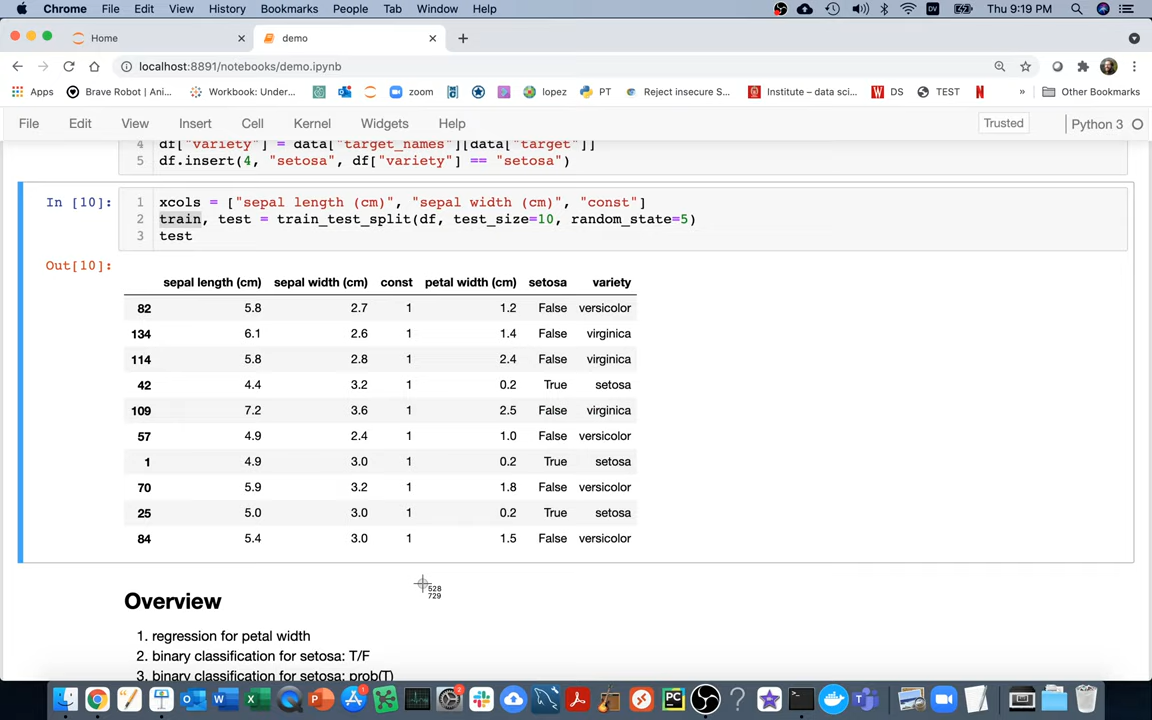 Chrome File Edit View History Bookmarks People Tab Window Help
DV
Thu 9:19 PM
Home
demo
localhost:8891/notebooks/demo.ipynb
Apps Brave Robot | Ani... Workbook: Under... zoom lopez PT Reject insecure S... Institute – data sci... DS TEST » Other Bookmarks
File Edit View Insert Cell Kernel Widgets Help Trusted Python 3
4 df["variety"] = data["target_names"][data["target"]]
5 df.insert(4, "setosa", df["variety"] == "setosa")
In [10]:
1 xcols = ["sepal length (cm)", "sepal width (cm)", "const"]
2 train, test = train_test_split(df, test_size=10, random_state=5)
3 test
Out[10]:
sepal length (cm) sepal width (cm) const petal width (cm) setosa variety
82 5.8 2.7 1 1.2 False versicolor
134 6.1 2.6 1 1.4 False virginica
114 5.8 2.8 1 2.4 False virginica
42 4.4 3.2 1 0.2 True setosa
109 7.2 3.6 1 2.5 False virginica
57 4.9 2.4 1 1.0 False versicolor
1 4.9 3.0 1 0.2 True setosa
70 5.9 3.2 1 1.8 False versicolor
25 5.0 3.0 1 0.2 True setosa
84 5.4 3.0 1 1.5 False versicolor
528
729
Overview
1. regression for petal width
2. binary classification for setosa: T/F
3. binary classification for setosa: prob(T)